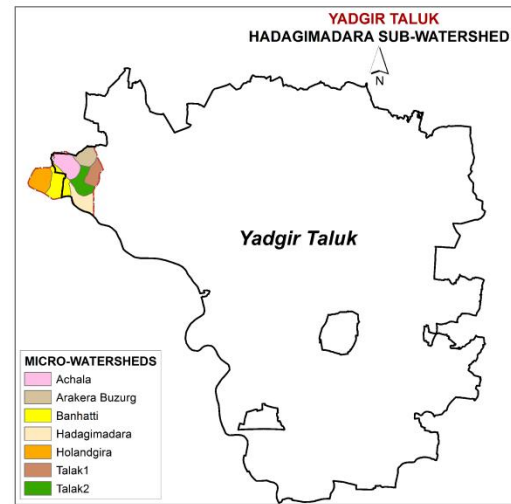 YADGIR TALUK
HADAGIMADARA SUB-WATERSHED
N
Yadgir Taluk
MICRO-WATERSHEDS
Achala
Arakera Buzurg
Banhatti
Hadagimadara
Holandgira
Talak1
Talak2